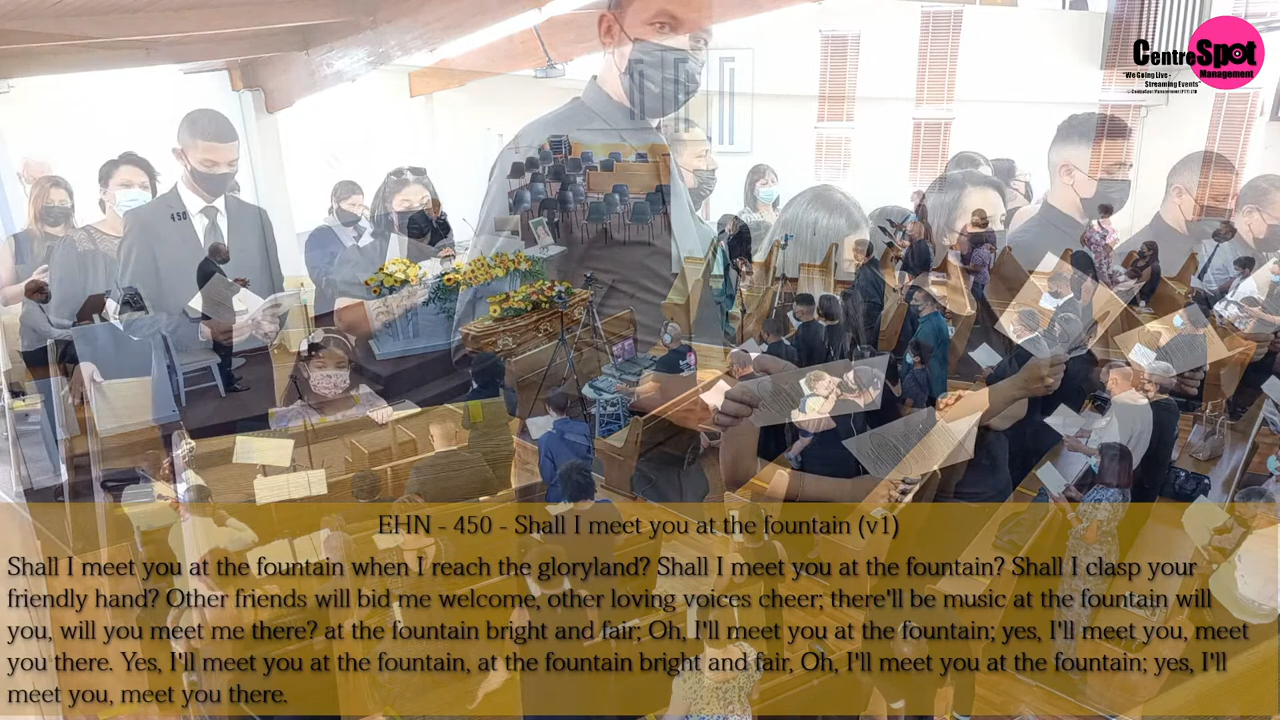 CentreSpot
Management
"We Going Live -
Streaming Events"
450
EHN - 450 - Shall I meet you at the fountain (v1)
Shall I meet you at the fountain when I reach the gloryland? Shall I meet you at the fountain? Shall I clasp your
friendly hand? Other friends will bid me welcome, other loving voices cheer; there'll be music at the fountain will
you, will you meet me there? at the fountain bright and fair; Oh, I'll meet you at the fountain; yes, I'll meet you, meet
you there. Yes, I'll meet you at the fountain, at the fountain bright and fair, Oh, I'll meet you at the fountain; yes, I'll
meet you, meet you there.